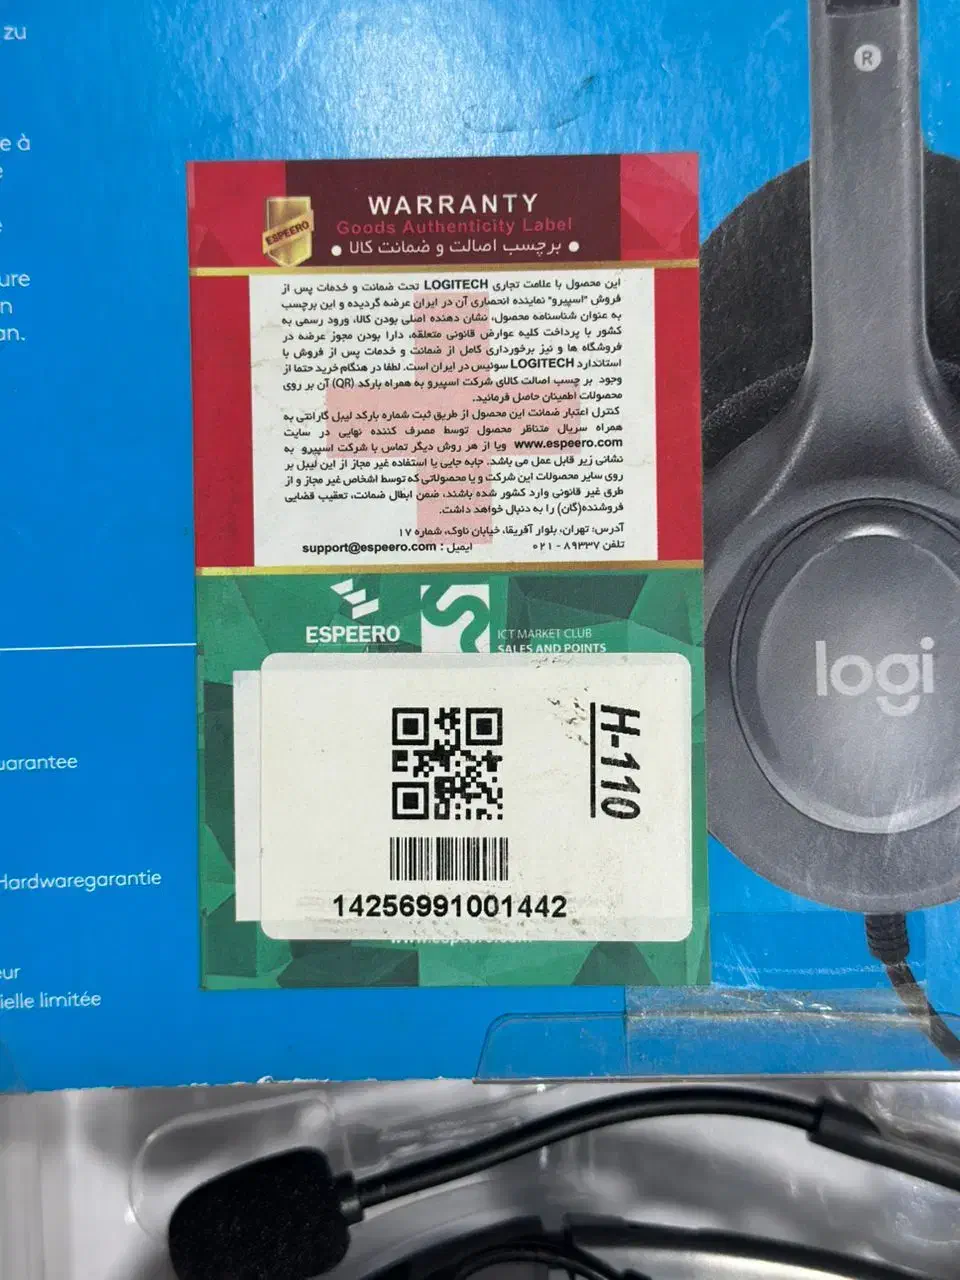 zu
e à
ure
n
an.
uarantee
Hardwaregarantie
eur
ielle limitée
R
logi
ESPEERO
WARRANTY
Goods Authenticity Label
• برچسب اصالت و ضمانت کالا •
این محصول با علامت تجاری LOGITECH تحت ضمانت و خدمات پس از
فروش "اسپیرو" نماینده انحصاری آن در ایران عرضه گردیده و این برچسب
به عنوان شناسنامه محصول، نشان دهنده اصلی بودن کالا، ورود رسمی به
کشور با پرداخت کلیه عوارض قانونی متعلقه، دارا بودن مجوز عرضه در
فروشگاه ها و نیز برخورداری کامل از ضمانت و خدمات پس از فروش با
استاندارد LOGITECH سوئیس در ایران است. لطفا در هنگام خرید حتما از
وجود برچسب اصالت کالای شرکت اسپیرو به همراه بارکد (QR) آن بر روی
محصولات اطمینان حاصل فرمائید.
کنترل اعتبار ضمانت این محصول از طریق ثبت شماره بارکد لیبل گارانتی به
همراه سریال متناظر محصول توسط مصرف کننده نهایی در سایت
www.espeero.com ویا از هر روش دیگر تماس با شرکت اسپیرو به
نشانی زیر قابل عمل می باشد. جابه جایی یا استفاده غیر مجاز از این لیبل بر
روی سایر محصولات این شرکت و یا محصولاتی که توسط اشخاص غیر مجاز و از
طرق غیر قانونی وارد کشور شده باشند، ضمن ابطال ضمانت، تعقیب قضایی
فروشنده(گان) را به دنبال خواهد داشت.
آدرس: تهران، بلوار آفریقا، خیابان ناوک، شماره ۱۷
تلفن ۸۹۳۳۷ - ۰۲۱ ایمیل : support@espeero.com
ESPEERO
ICT MARKET CLUB
SALES AND POINTS
H-110
14256991001442
www.espeero.com